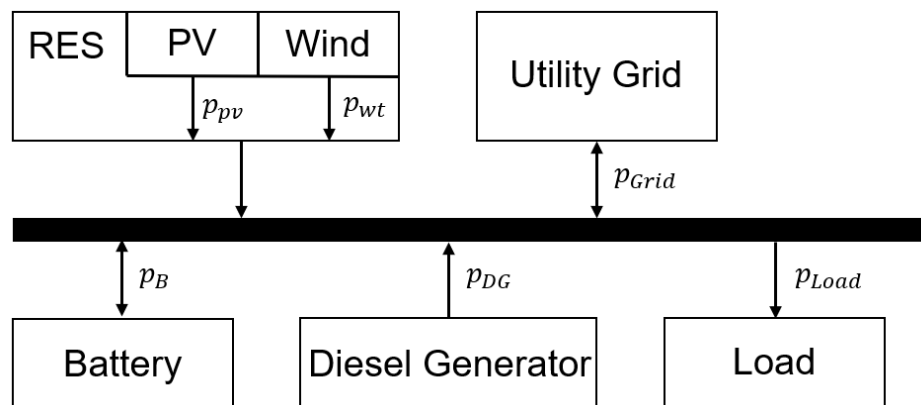 RES
PV
Wind
Utility Grid
p_pv
p_wt
p_Grid
p_B
p_DG
p_Load
Battery
Diesel Generator
Load